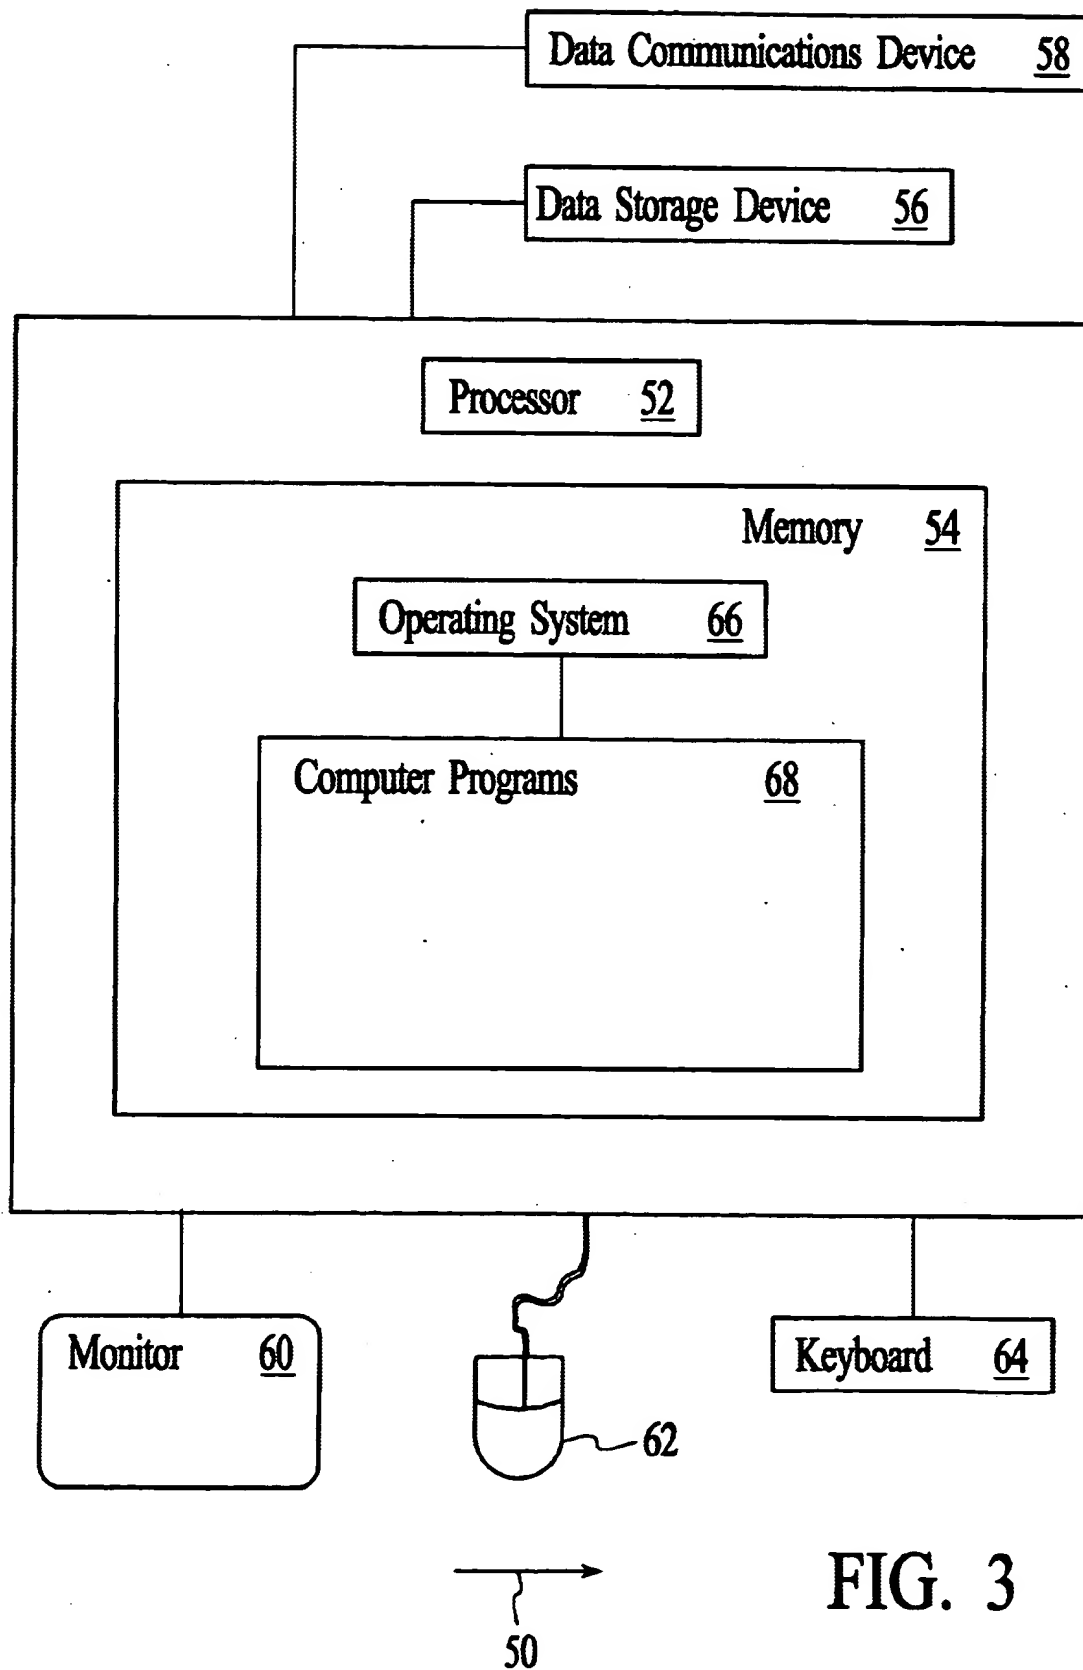 Data Communications Device 58
Data Storage Device 56
Processor 52
Memory 54
Operating System 66
Computer Programs 68
Monitor 60
Keyboard 64
62
50
FIG. 3